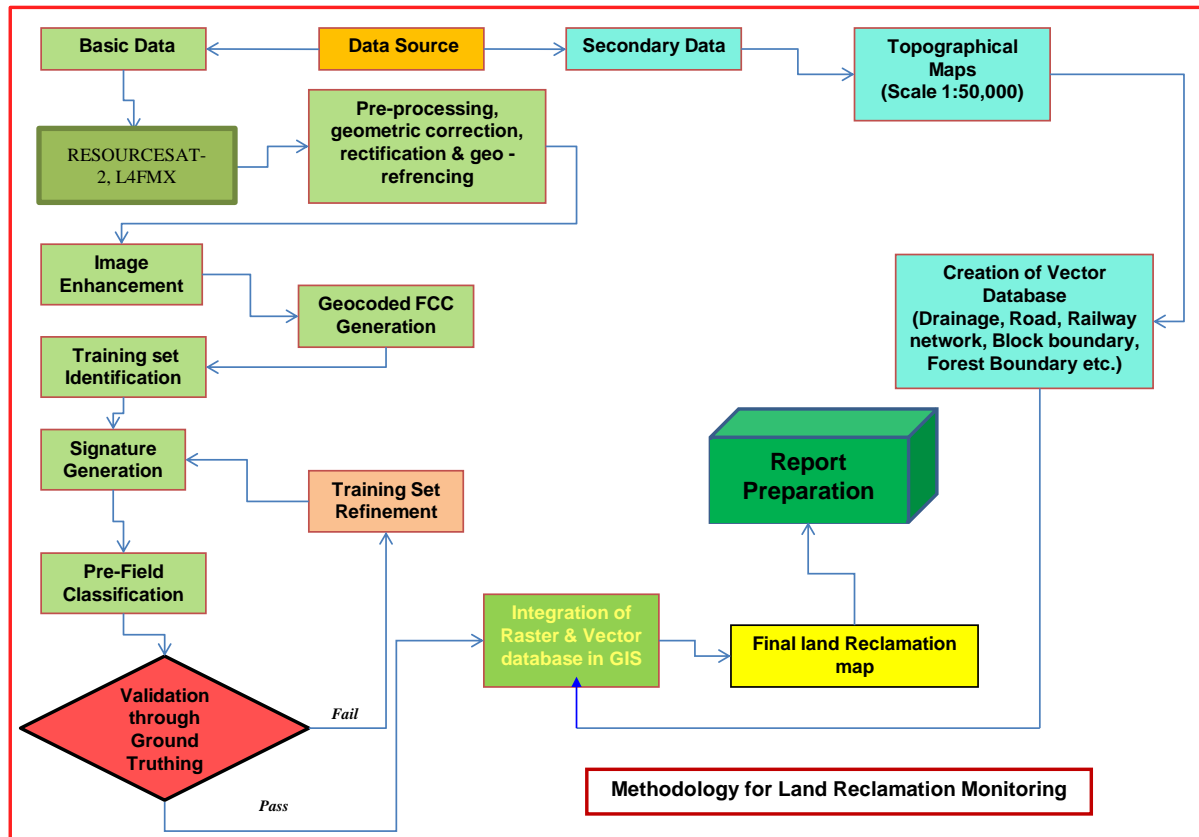 Basic Data
Data Source
Secondary Data
Topographical
Maps
(Scale 1:50,000)
Pre-processing,
geometric correction,
rectification & geo -
refrencing
RESOURCESAT-
2, L4FMX
Image
Enhancement
Geocoded FCC
Generation
Creation of Vector
Database
(Drainage, Road, Railway
network, Block boundary,
Forest Boundary etc.)
Training set
Identification
Signature
Generation
Training Set
Refinement
Report
Preparation
Pre-Field
Classification
Integration of
Raster & Vector
database in GIS
Final land Reclamation
map
Validation
through
Ground
Truthing
Fail
Pass
Methodology for Land Reclamation Monitoring